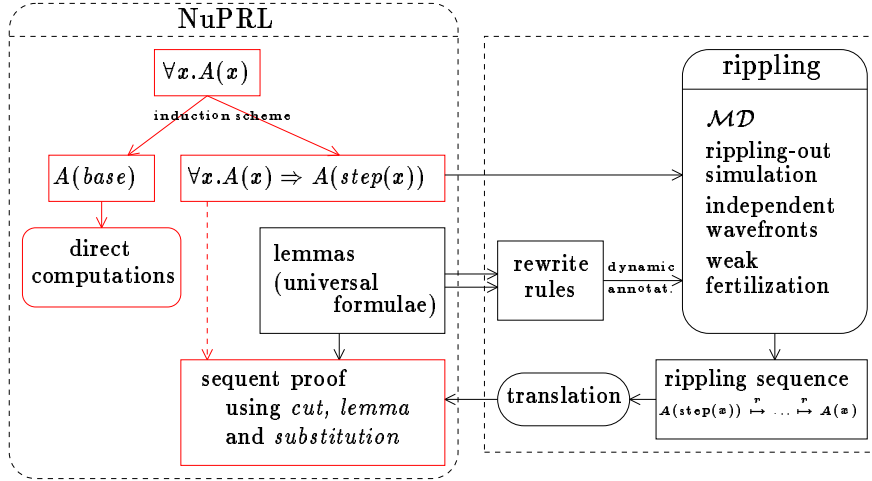 NuPRL
∀x.A(x)
induction scheme
A(base)
∀x.A(x) ⇒ A(step(x))
direct
computations
lemmas
(universal
formulae)
sequent proof
using cut, lemma
and substitution
rewrite
rules
dynamic
annotat.
rippling
MD
rippling-out
simulation
independent
wavefronts
weak
fertilization
translation
rippling sequence
A(step(x)) ↦r ... ↦r A(x)